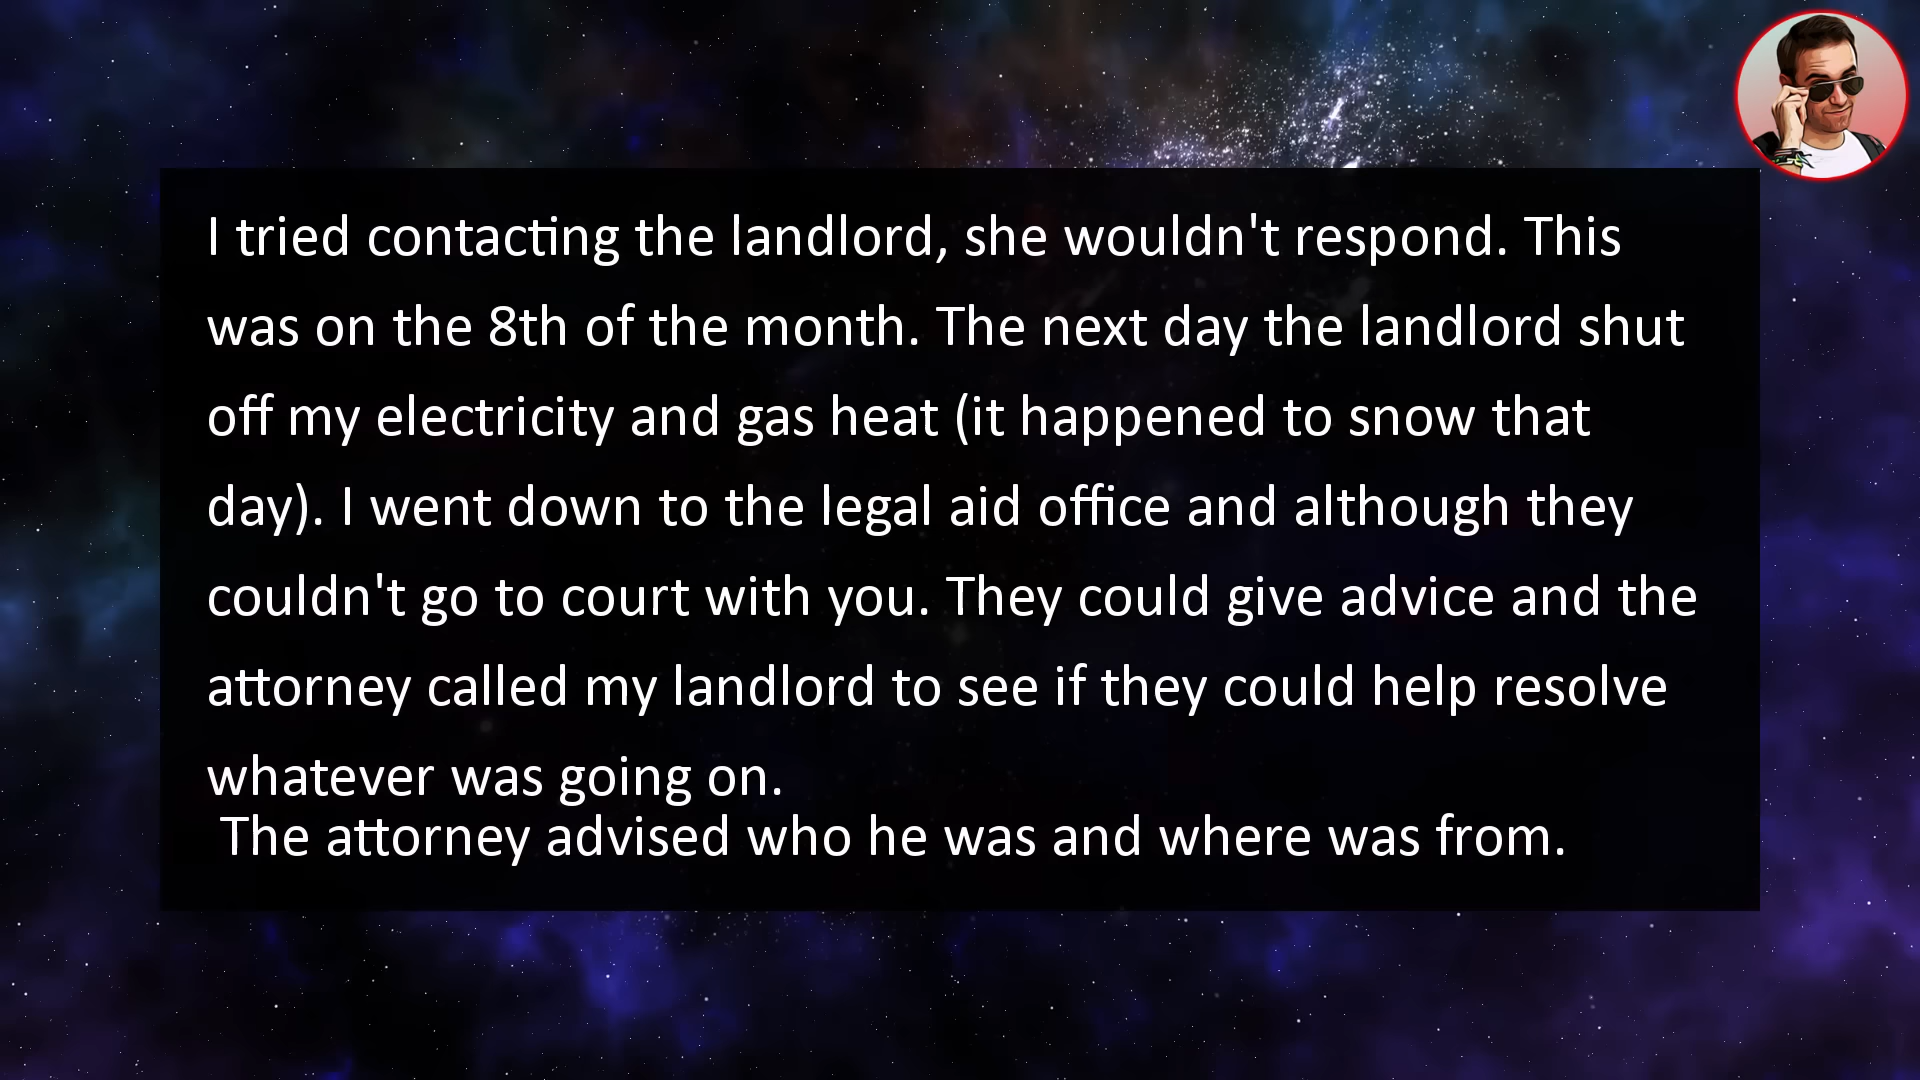 I tried contacting the landlord, she wouldn't respond. This
was on the 8th of the month. The next day the landlord shut
off my electricity and gas heat (it happened to snow that
day). I went down to the legal aid office and although they
couldn't go to court with you. They could give advice and the
attorney called my landlord to see if they could help resolve
whatever was going on.
The attorney advised who he was and where was from.